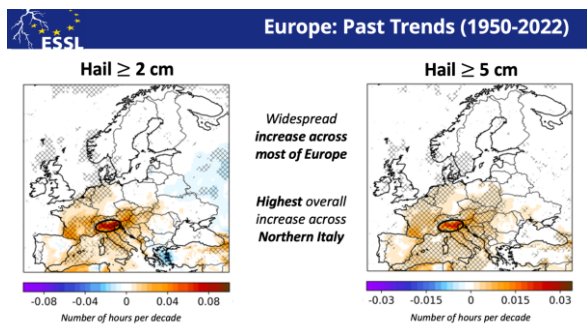 ESSL
Europe: Past Trends (1950-2022)
Hail ≥ 2 cm
Widespread
increase across
most of Europe
Highest overall
increase across
Northern Italy
-0.08 -0.04 0 0.04 0.08
Number of hours per decade
Hail ≥ 5 cm
-0.03 -0.015 0 0.015 0.03
Number of hours per decade